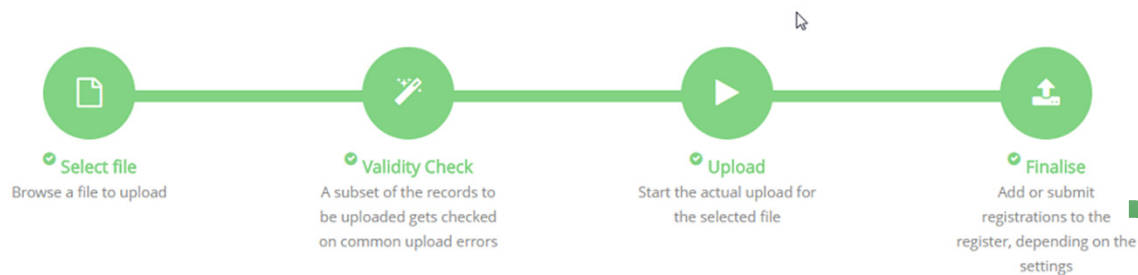 Select file
Browse a file to upload
Validity Check
A subset of the records to
be uploaded gets checked
on common upload errors
Upload
Start the actual upload for
the selected file
Finalise
Add or submit
registrations to the
register, depending on the
settings